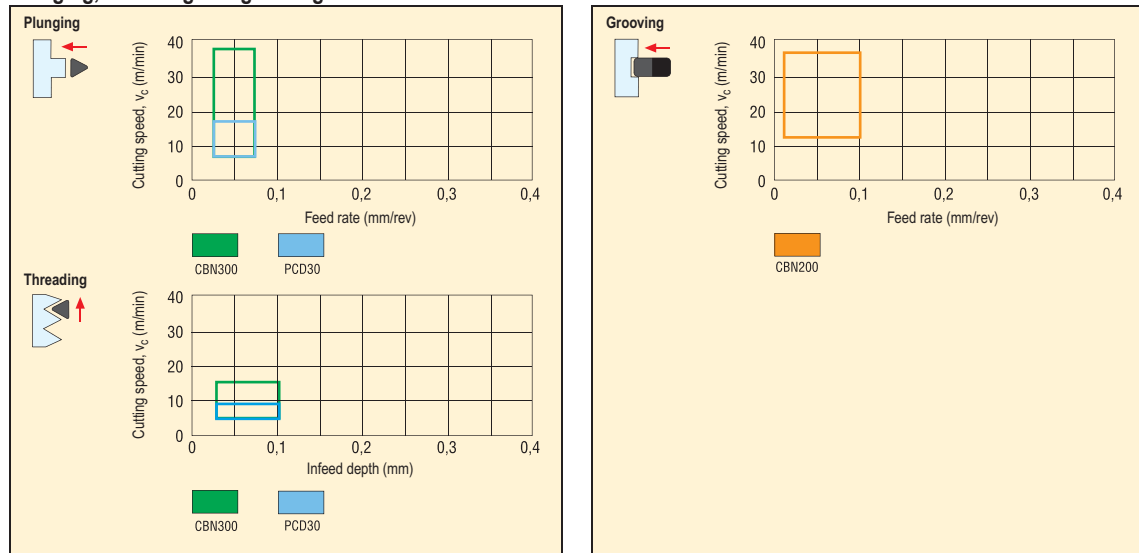 Plunging
40
30
20
10
0
Cutting speed, vc (m/min)
0 0,1 0,2 0,3 0,4
Feed rate (mm/rev)
CBN300 PCD30
Threading
40
30
20
10
0
Cutting speed, vc (m/min)
0 0,1 0,2 0,3 0,4
Infeed depth (mm)
CBN300 PCD30
Grooving
40
30
20
10
0
Cutting speed, vc (m/min)
0 0,1 0,2 0,3 0,4
Feed rate (mm/rev)
CBN200